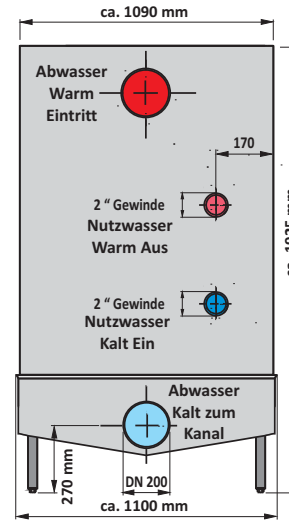 ca. 1090 mm
Abwasser
Warm
Eintritt
170
2 “ Gewinde
Nutzwasser
Warm Aus
2 “ Gewinde
Nutzwasser
Kalt Ein
Abwasser
Kalt zum
Kanal
270 mm
DN 200
ca. 1100 mm